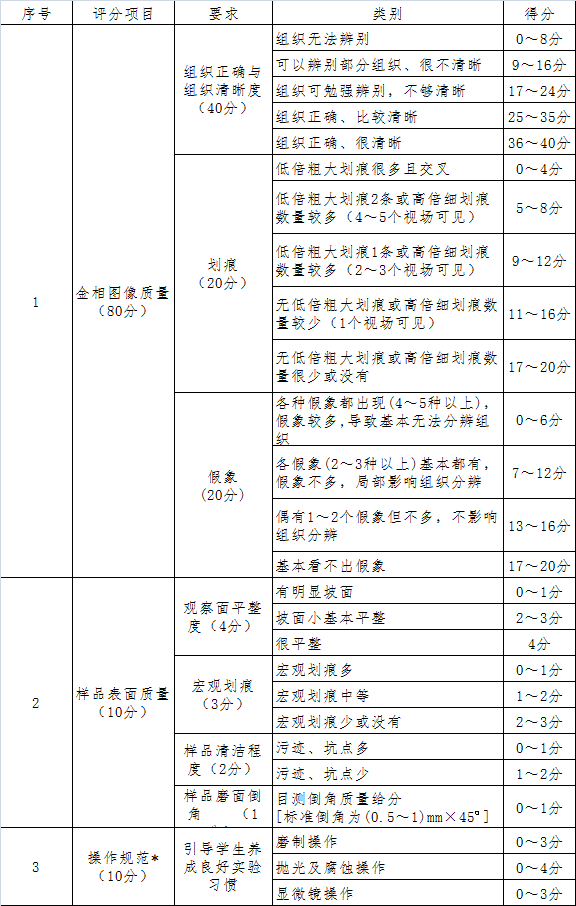 序号 评分项目 要求 类别 得分
1
金相图像质量
（80分）
组织正确与
组织清晰度
（40分）
组织无法辨别 0～8分
可以辨别部分组织、很不清晰 9～16分
组织可勉强辨别，不够清晰 17～24分
组织正确、比较清晰 25～35分
组织正确、很清晰 36～40分
划痕
（20分）
低倍粗大划痕很多且交叉 0～4分
低倍粗大划痕2条或高倍细划痕
数量较多（4～5个视场可见） 5～8分
低倍粗大划痕1条或高倍细划痕
数量较多（2～3个视场可见） 9～12分
无低倍粗大划痕或高倍细划痕数
量较少（1个视场可见） 11～16分
无低倍粗大划痕或高倍细划痕数
量很少或没有 17～20分
假象
(20分)
各种假象都出现(4～5种以上)，
假象较多,导致基本无法分辨组
织 0～6分
各假象(2～3种以上)基本都有，
假象不多，局部影响组织分辨 7～12分
偶有1～2个假象但不多，不影响
组织分辨 13～16分
基本看不出假象 17～20分
2
样品表面质量
（10分）
观察面平整
度（4分）
有明显坡面 0～1分
坡面小基本平整 2～3分
很平整 4分
宏观划痕
（3分）
宏观划痕多 0～1分
宏观划痕中等 1～2分
宏观划痕少或没有 2～3分
样品清洁程
度（2分）
污迹、坑点多 0～1分
污迹、坑点少 1～2分
样品磨面倒
角 （1
目测倒角质量给分
[标准倒角为(0.5～1)mm×45°] 0～1分
3
操作规范*
（10分）
引导学生养
成良好实验
习惯
磨制操作 0～3分
抛光及腐蚀操作 0～4分
显微镜操作 0～3分